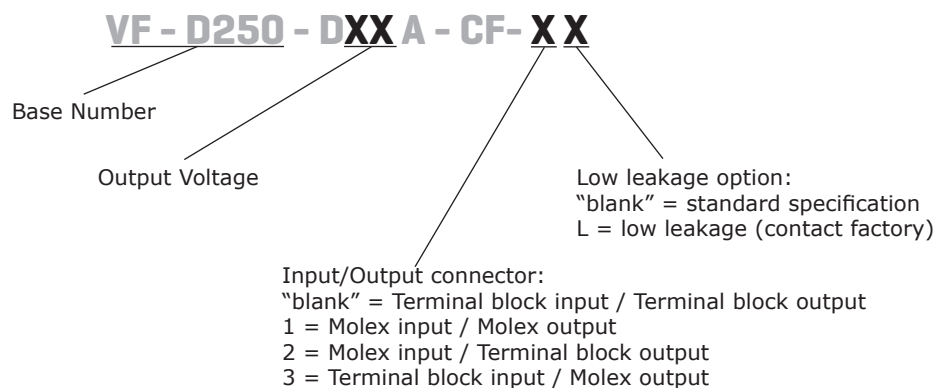 VF - D250 - DXX A - CF- X X
Base Number
Output Voltage
Low leakage option:
“blank” = standard specification
L = low leakage (contact factory)
Input/Output connector:
“blank” = Terminal block input / Terminal block output
1 = Molex input / Molex output
2 = Molex input / Terminal block output
3 = Terminal block input / Molex output